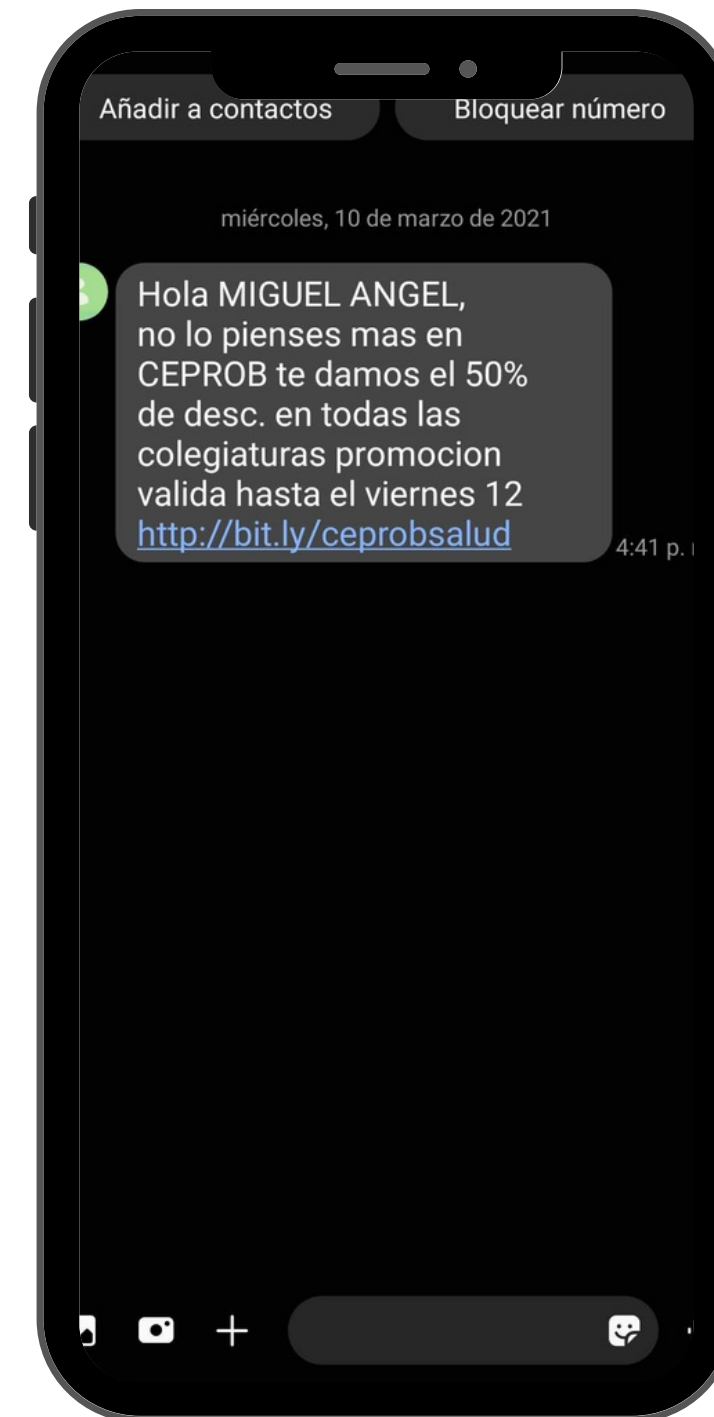 Añadir a contactos
Bloquear número
miércoles, 10 de marzo de 2021
Hola MIGUEL ANGEL,
no lo pienses mas en
CEPROB te damos el 50%
de desc. en todas las
colegiaturas promocion
valida hasta el viernes 12
http://bit.ly/ceprobsalud
4:41 p.